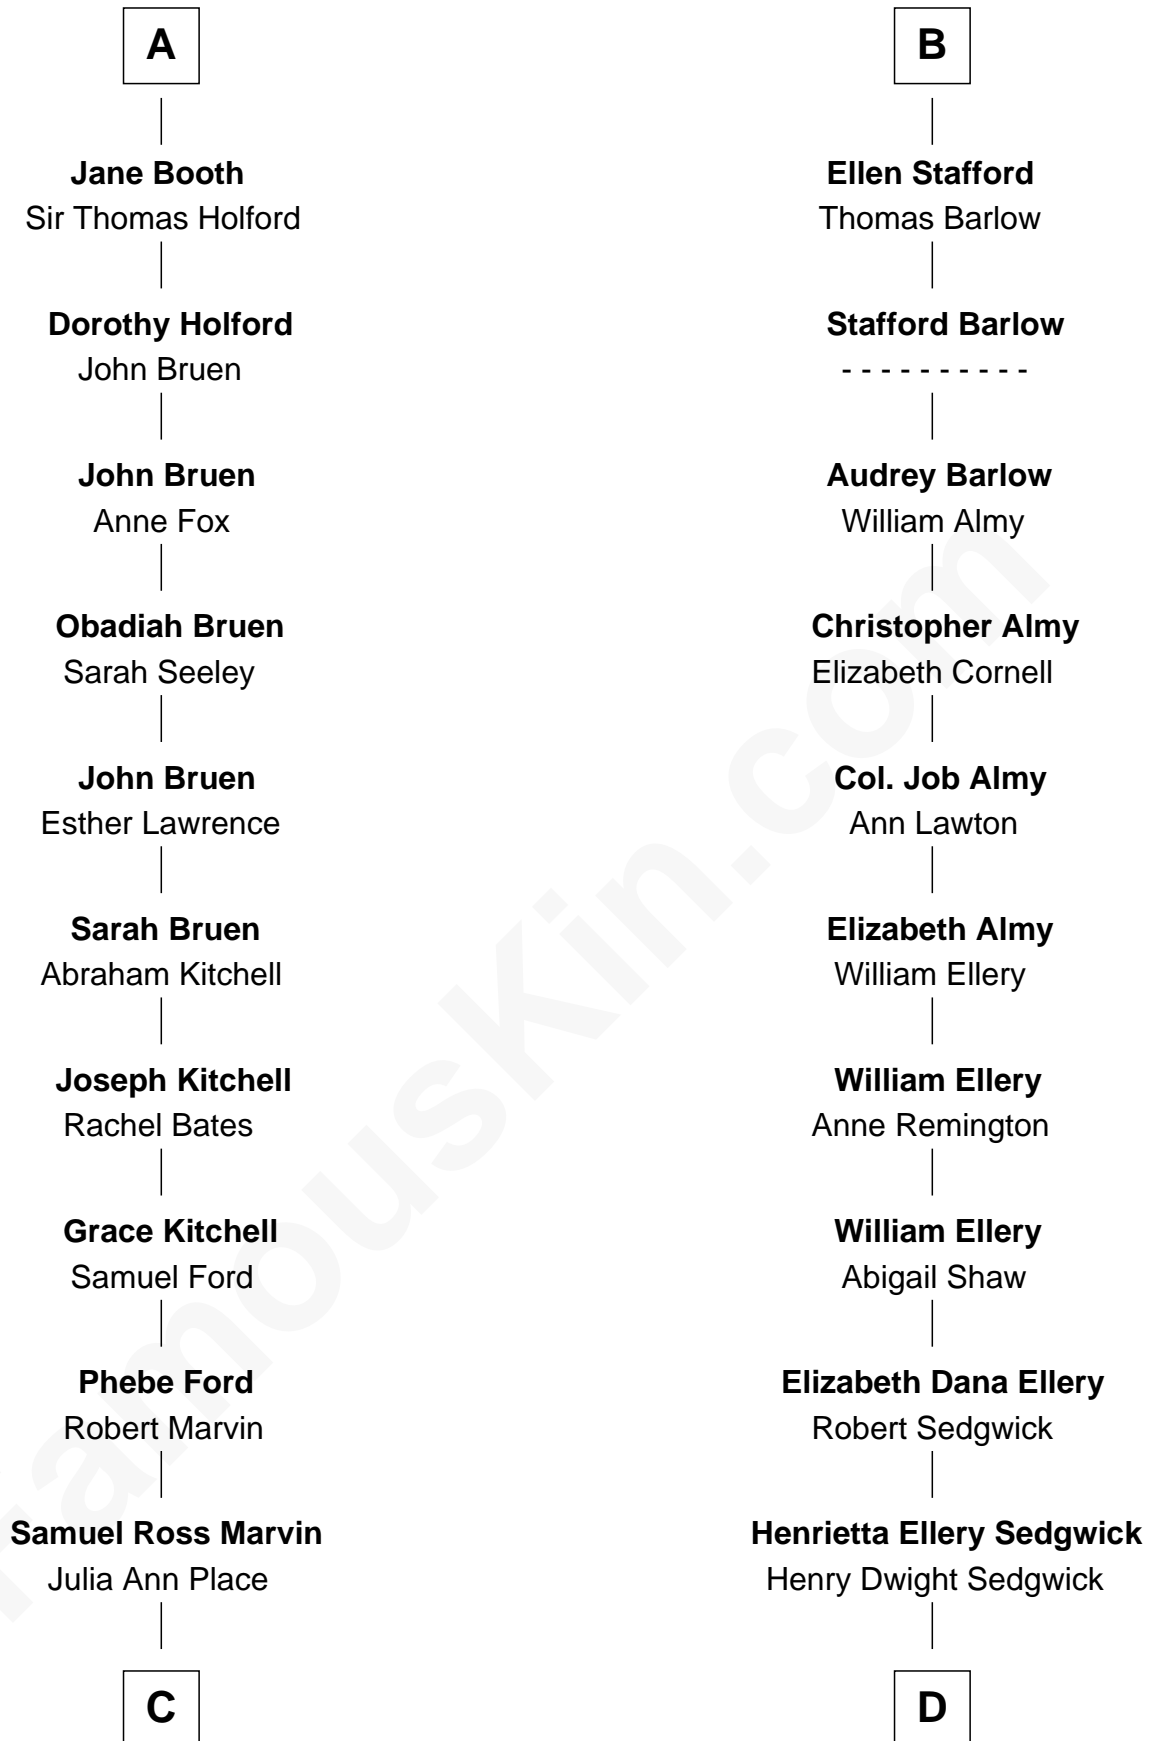 A
Jane Booth
Sir Thomas Holford
Dorothy Holford
John Bruen
John Bruen
Anne Fox
Obadiah Bruen
Sarah Seeley
John Bruen
Esther Lawrence
Sarah Bruen
Abraham Kitchell
Joseph Kitchell
Rachel Bates
Grace Kitchell
Samuel Ford
Phebe Ford
Robert Marvin
Samuel Ross Marvin
Julia Ann Place
C
B
Ellen Stafford
Thomas Barlow
Stafford Barlow
- - - - - - - - - -
Audrey Barlow
William Almy
Christopher Almy
Elizabeth Cornell
Col. Job Almy
Ann Lawton
Elizabeth Almy
William Ellery
William Ellery
Anne Remington
William Ellery
Abigail Shaw
Elizabeth Dana Ellery
Robert Sedgwick
Henrietta Ellery Sedgwick
Henry Dwight Sedgwick
D
FamousKin.com